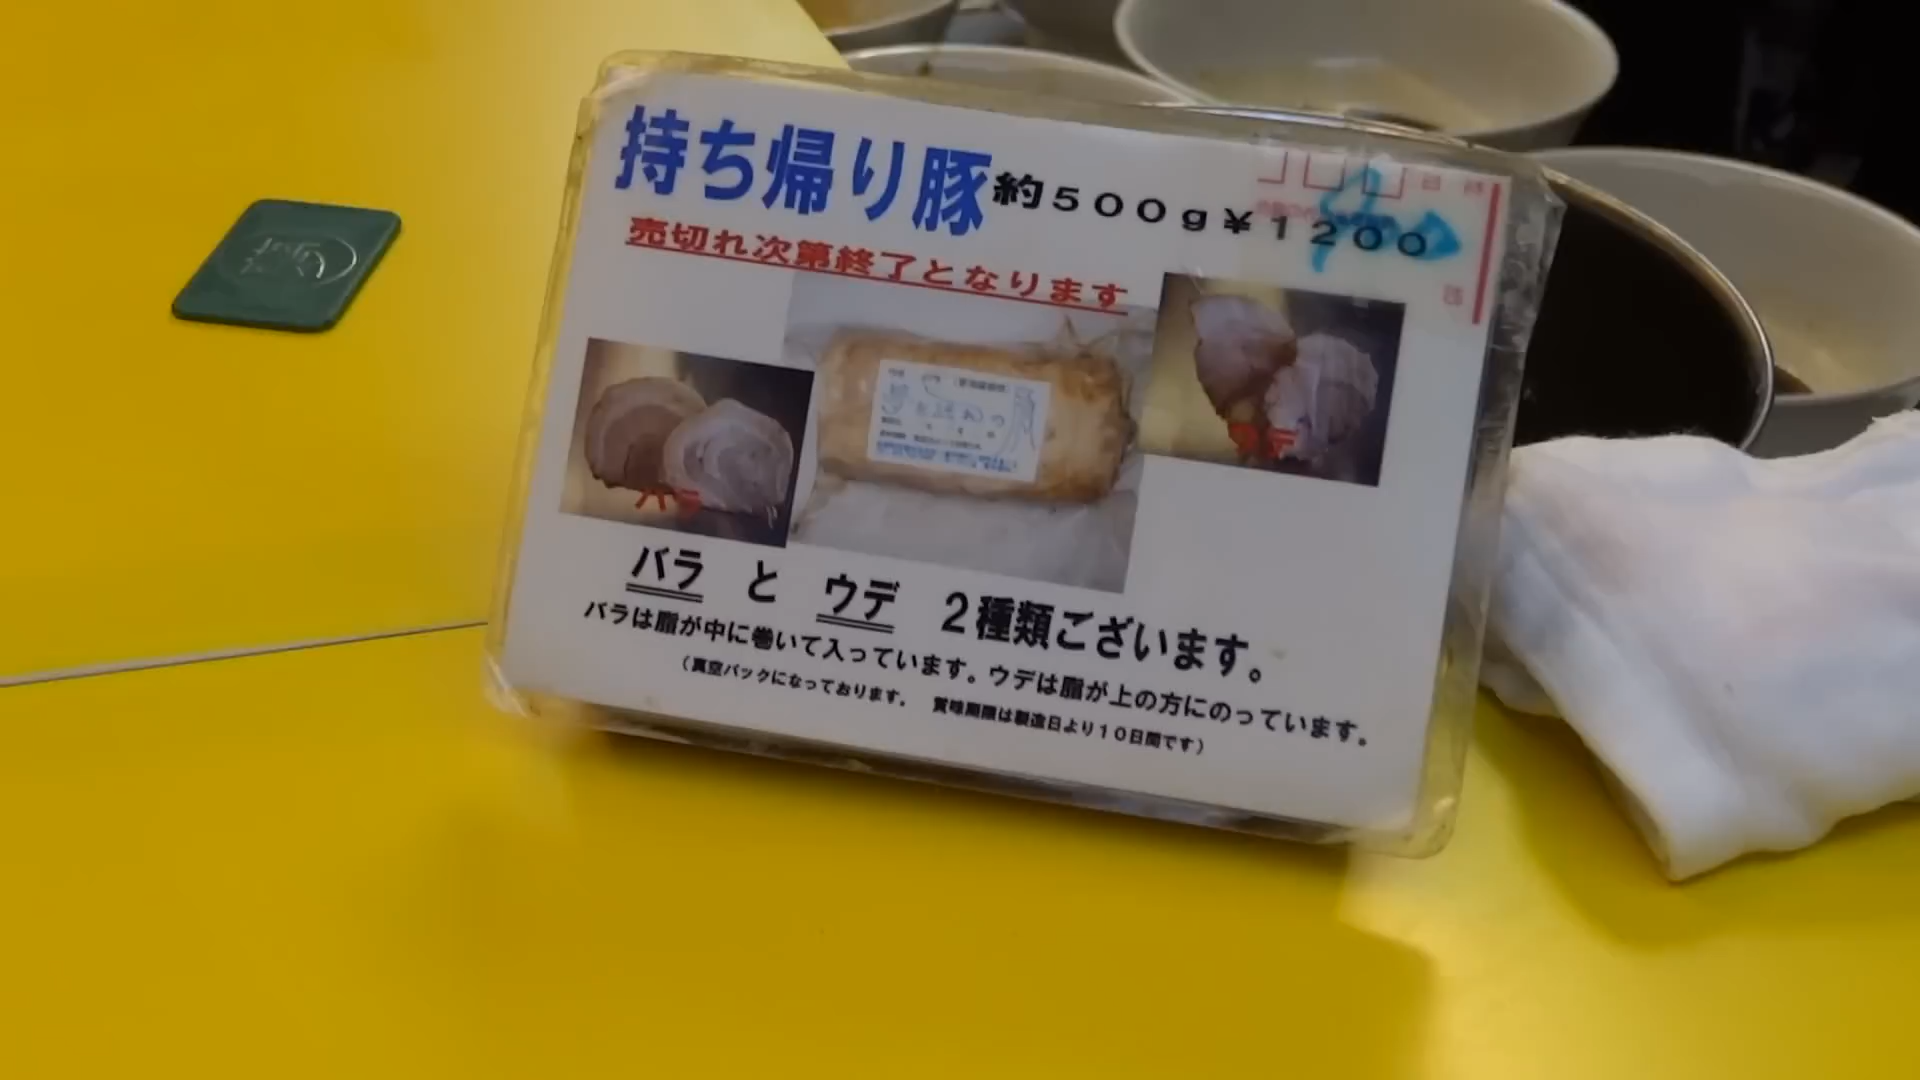 持ち帰り豚約500g¥1200
売切れ次第終了となります
バラ
ウデ
バラ と ウデ 2種類ございます。
バラは脂が中に巻いて入っています。ウデは脂が上の方にのっています。
(真空パックになっております。 賞味期限は製造日より10日間です)